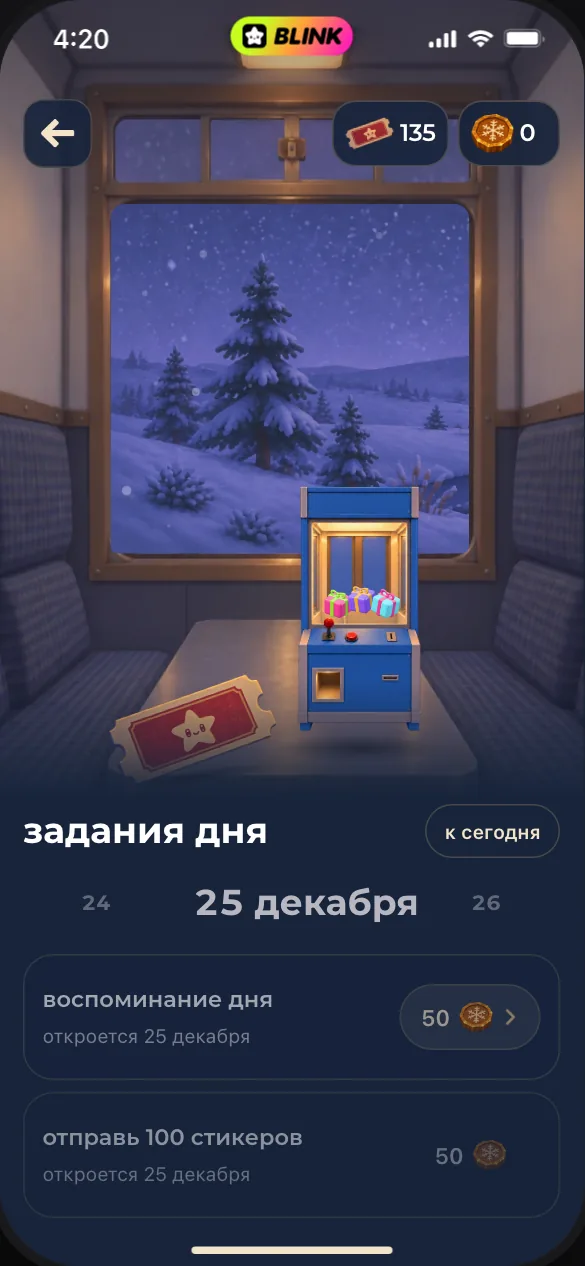 4:20
BLINK
135
0
задания дня
к сегодня
24
25 декабря
26
воспоминание дня
откроется 25 декабря
50
отправь 100 стикеров
откроется 25 декабря
50